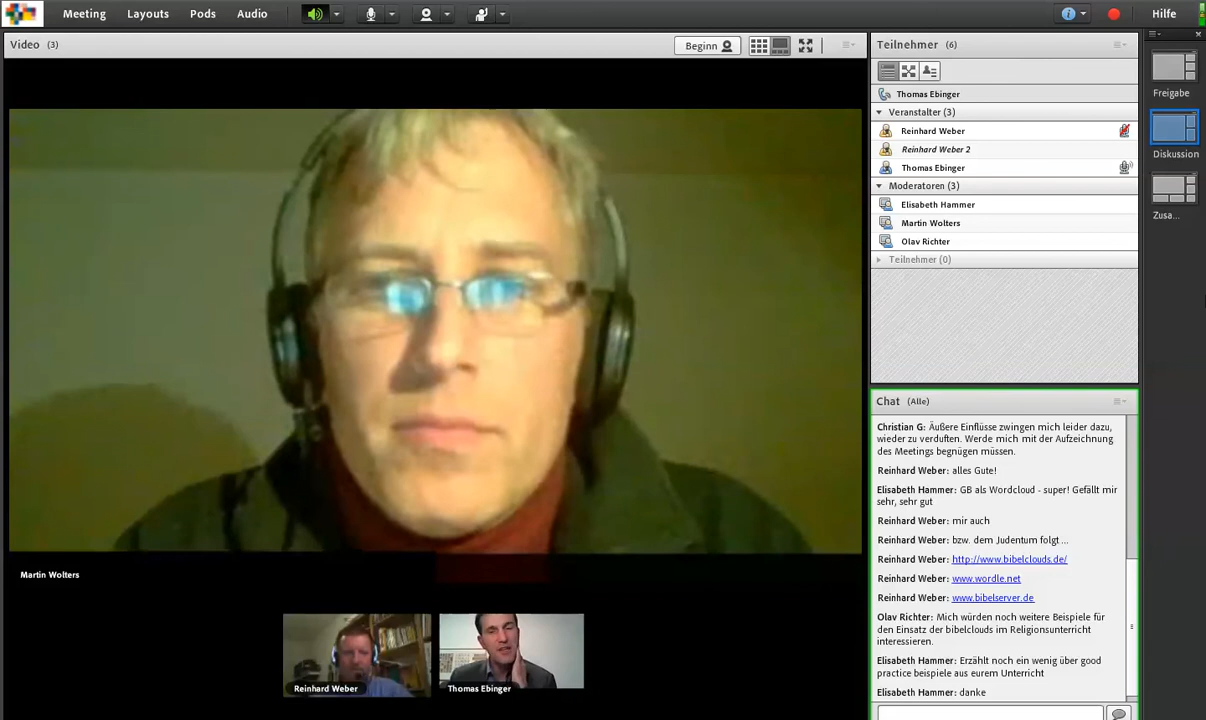 Meeting Layouts Pods Audio Hilfe
Video (3)
Beginn
Martin Wolters
Reinhard Weber
Thomas Ebinger
Teilnehmer (6)
Thomas Ebinger
Veranstalter (3)
Reinhard Weber
Reinhard Weber 2
Thomas Ebinger
Moderatoren (3)
Elisabeth Hammer
Martin Wolters
Olav Richter
Teilnehmer (0)
Chat (Alle)
Christian G: Äußere Einflüsse zwingen mich leider dazu,
wieder zu verduften. Werde mich mit der Aufzeichnung
des Meetings begnügen müssen.
Reinhard Weber: alles Gute!
Elisabeth Hammer: GB als Wordcloud - super! Gefällt mir
sehr, sehr gut
Reinhard Weber: mir auch
Reinhard Weber: bzw. dem Judentum folgt ...
Reinhard Weber: http://www.bibelclouds.de/
Reinhard Weber: www.wordle.net
Reinhard Weber: www.bibelserver.de
Olav Richter: Mich würden noch weitere Beispiele für
den Einsatz der bibelclouds im Religionsunterricht
interessieren.
Elisabeth Hammer: Erzählt noch ein wenig über good
practice beispiele aus eurem Unterricht
Elisabeth Hammer: danke
Freigabe
Diskussion
Zusa...